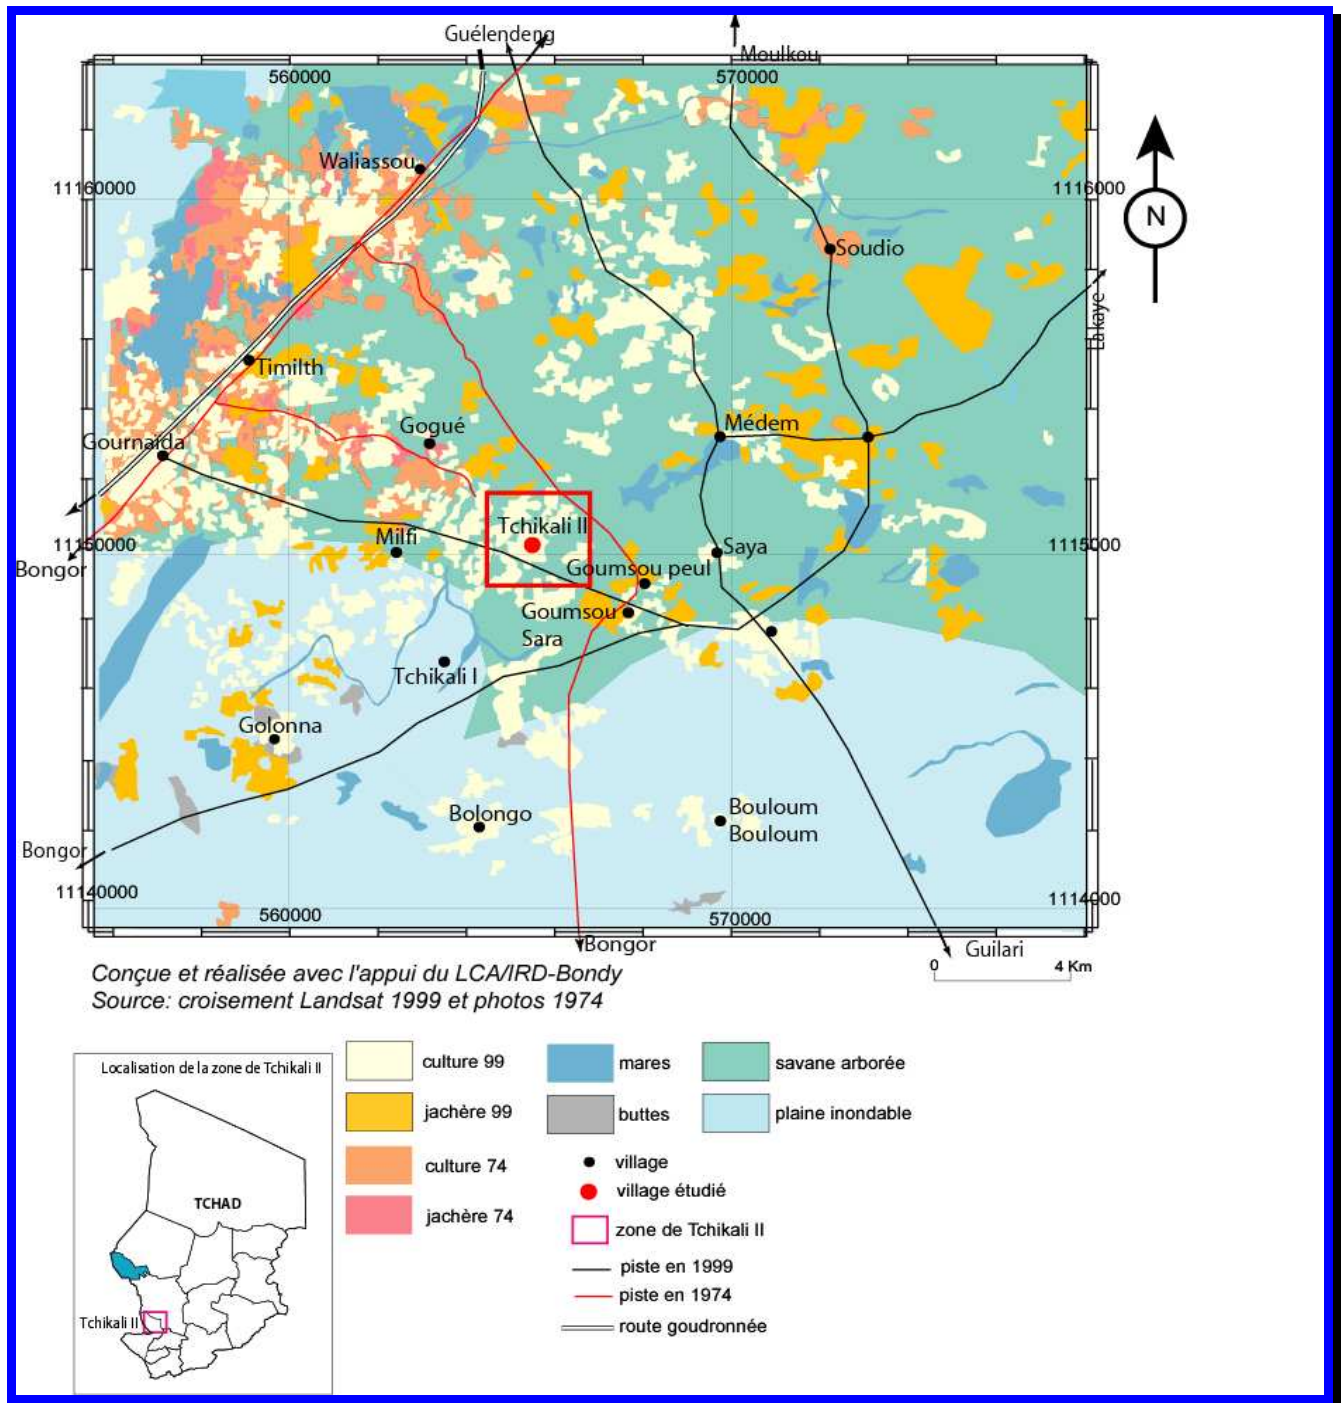 Guélendeng
Moulkou
560000
570000
Waliassou
11160000
1116000
N
Soudio
Lakaye
Timilth
Gogué
Médem
Gournaïda
Tchikali II
Milfi
Saya
11150000
1115000
Bongor
Goumsou peul
Goumsou
Sara
Tchikali I
Golonna
Bolongo
Bouloum
Bouloum
Bongor
11140000
1114000
560000
570000
Bongor
Guilari
Conçue et réalisée avec l'appui du LCA/IRD-Bondy
0 4 Km
Source: croisement Landsat 1999 et photos 1974
Localisation de la zone de Tchikali II
TCHAD
Tchikali II
culture 99
jachère 99
culture 74
jachère 74
mares
buttes
village
village étudié
zone de Tchikali II
piste en 1999
piste en 1974
route goudronnée
savane arborée
plaine inondable